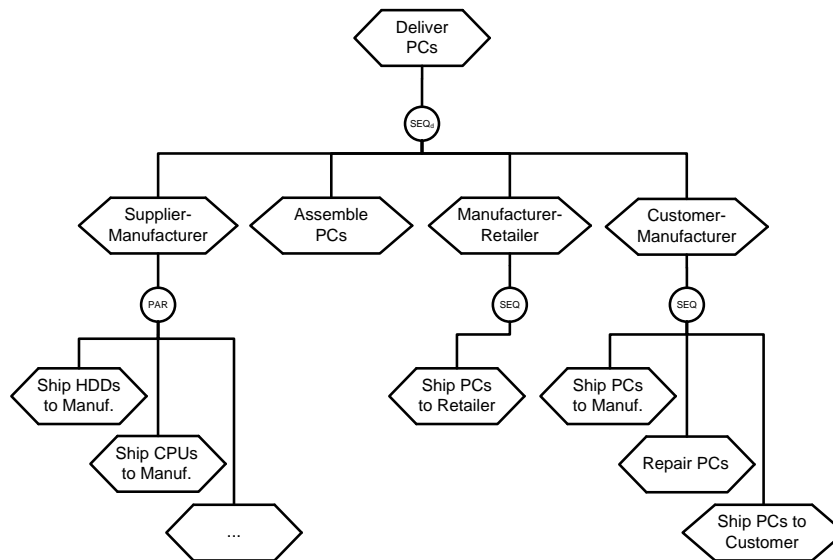 Deliver
PCs
SEQd
Supplier-
Manufacturer
Assemble
PCs
Manufacturer-
Retailer
Customer-
Manufacturer
PAR
SEQ
SEQ
Ship HDDs
to Manuf.
Ship PCs
to Retailer
Ship PCs
to Manuf.
Ship CPUs
to Manuf.
Repair PCs
...
Ship PCs to
Customer